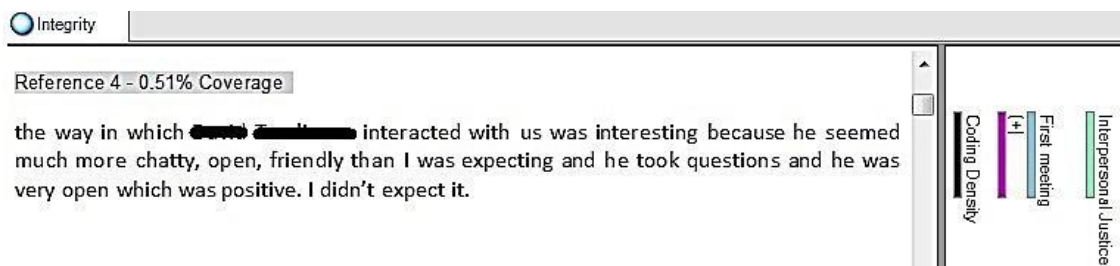 Integrity
Reference 4 - 0.51% Coverage
the way in which interacted with us was interesting because he seemed
much more chatty, open, friendly than I was expecting and he took questions and he was
very open which was positive. I didn't expect it.
Coding Density
(+)
First meeting
Interpersonal Justice